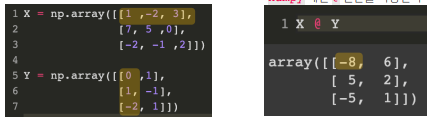 1 X = np.array([[1 ,-2, 3],
2 [7, 5 ,0],
3 [-2, -1 ,2]])
4
5 Y = np.array([[0 ,1],
6 [1, -1],
7 [-2, 1]])
1 X @ Y
array([[-8, 6],
[ 5, 2],
[-5, 1]])